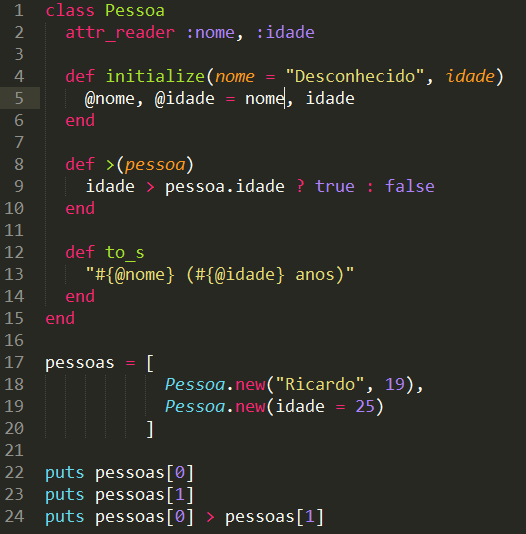 1 class Pessoa
2   attr_reader :nome, :idade
3
4   def initialize(nome = "Desconhecido", idade)
5     @nome, @idade = nome, idade
6   end
7
8   def >(pessoa)
9     idade > pessoa.idade ? true : false
10   end
11
12   def to_s
13     "#{@nome} (#{@idade} anos)"
14   end
15 end
16
17 pessoas = [
18             Pessoa.new("Ricardo", 19),
19             Pessoa.new(idade = 25)
20           ]
21
22 puts pessoas[0]
23 puts pessoas[1]
24 puts pessoas[0] > pessoas[1]